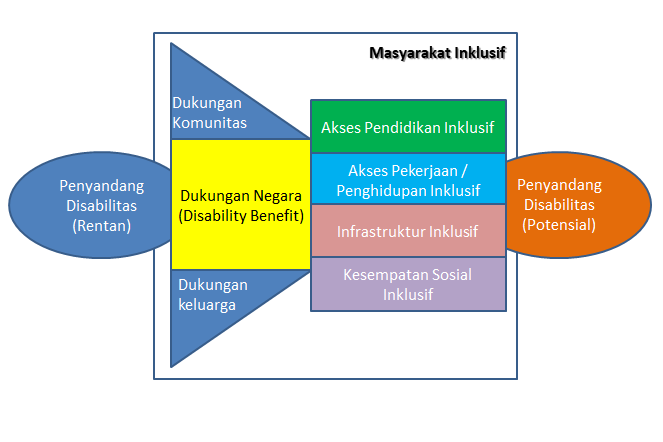 Masyarakat Inklusif
Penyandang
Disabilitas
(Rentan)
Dukungan
Komunitas
Dukungan Negara
(Disability Benefit)
Dukungan
keluarga
Akses Pendidikan Inklusif
Akses Pekerjaan /
Penghidupan Inklusif
Infrastruktur Inklusif
Kesempatan Sosial
Inklusif
Penyandang
Disabilitas
(Potensial)